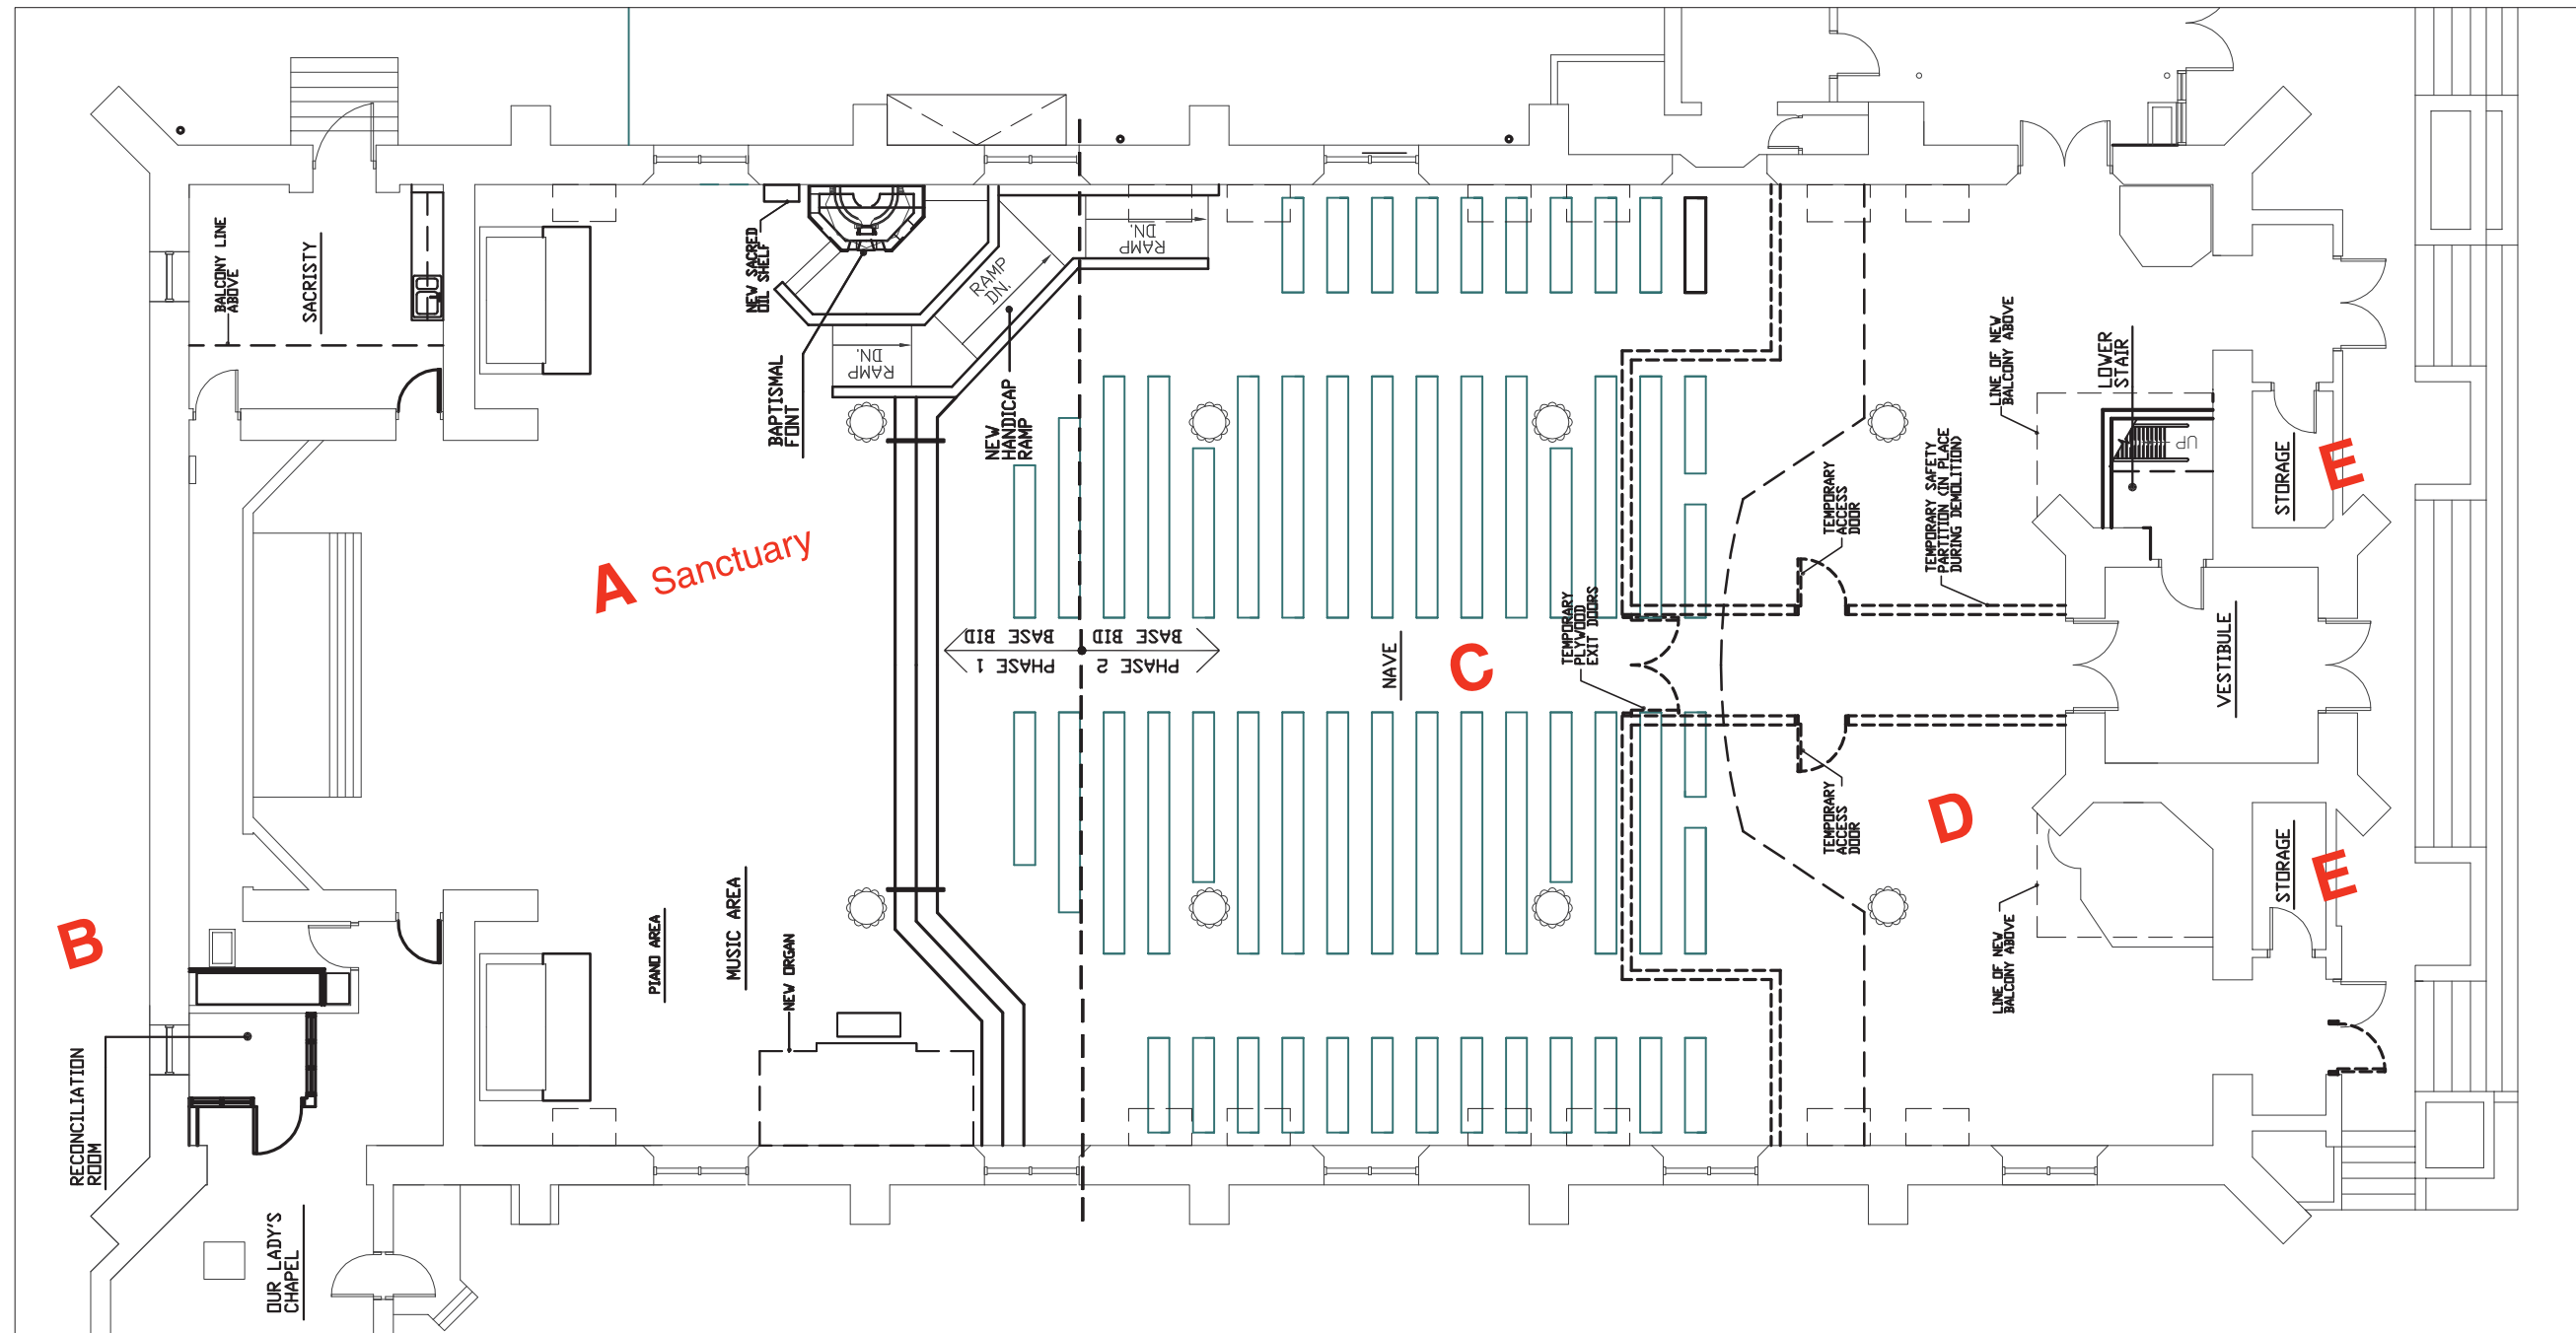 BALCONY LINE
ABOVE
SACRISTY
NEW SACRED
OIL SHELF
BAPTISMAL
FONT
RAMP
DN.
RAMP
DN.
RAMP
DN.
NEW
HANDICAP
RAMP
A Sanctuary
BASE BID
PHASE 1
BASE BID
PHASE 2
NAVE
C
TEMPORARY
PLYWOOD
EXIT DOORS
TEMPORARY
ACCESS
DOOR
TEMPORARY SAFETY
PARTITION (IN PLACE
DURING DEMOLITION)
LINE OF NEW
BALCONY ABOVE
LOWER
STAIR
UP
STORAGE
E
VESTIBULE
TEMPORARY
ACCESS
DOOR
D
LINE OF NEW
BALCONY ABOVE
STORAGE
E
B
PIANO AREA
MUSIC AREA
NEW ORGAN
RECONCILIATION
ROOM
OUR LADY'S
CHAPEL